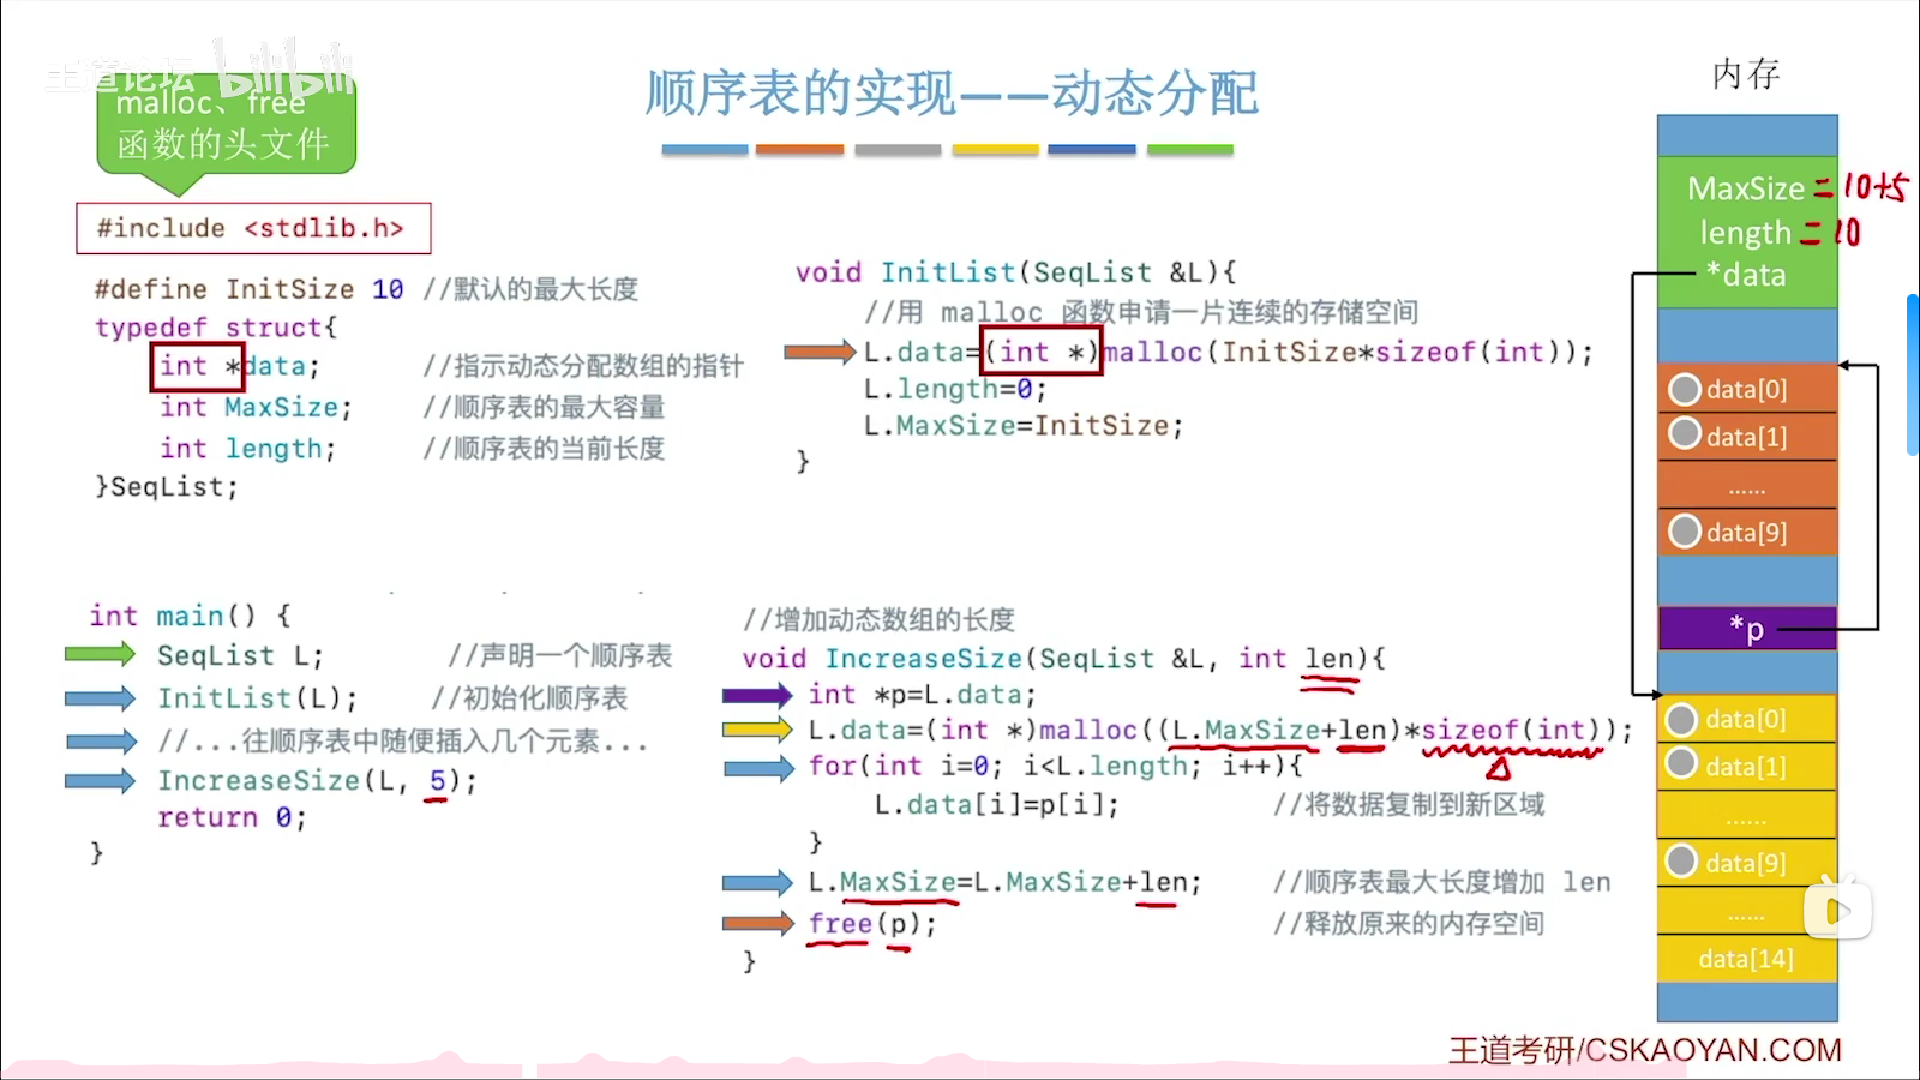 王道论坛 bilibili
malloc、free
函数的头文件
顺序表的实现——动态分配
#include <stdlib.h>
#define InitSize 10 //默认的最大长度
typedef struct{
int *data; //指示动态分配数组的指针
int MaxSize; //顺序表的最大容量
int length; //顺序表的当前长度
}SeqList;
void InitList(SeqList &L){
//用 malloc 函数申请一片连续的存储空间
L.data=(int *)malloc(InitSize*sizeof(int));
L.length=0;
L.MaxSize=InitSize;
}
int main() {
SeqList L; //声明一个顺序表
InitList(L); //初始化顺序表
//...往顺序表中随便插入几个元素...
IncreaseSize(L, 5);
return 0;
}
//增加动态数组的长度
void IncreaseSize(SeqList &L, int len){
int *p=L.data;
L.data=(int *)malloc((L.MaxSize+len)*sizeof(int));
for(int i=0; i<L.length; i++){
L.data[i]=p[i]; //将数据复制到新区域
}
L.MaxSize=L.MaxSize+len; //顺序表最大长度增加 len
free(p); //释放原来的内存空间
}
内存
MaxSize =10+5
length =10
*data
data[0]
data[1]
......
data[9]
*p
data[0]
data[1]
......
data[9]
......
data[14]
王道考研/CSKAOYAN.COM